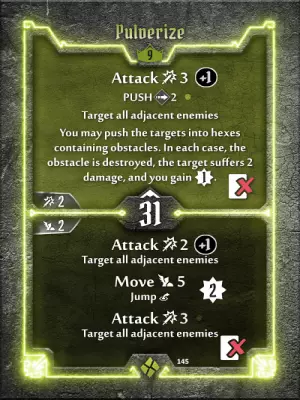 Pulverize
9
Attack 3 +1
PUSH 2
Target all adjacent enemies
You may push the targets into hexes
containing obstacles. In each case, the
obstacle is destroyed, the target suffers 2
damage, and you gain 1.
2
31
2
Attack 2 +1
Target all adjacent enemies
Move 5
Jump
2
Attack 3
Target all adjacent enemies
145